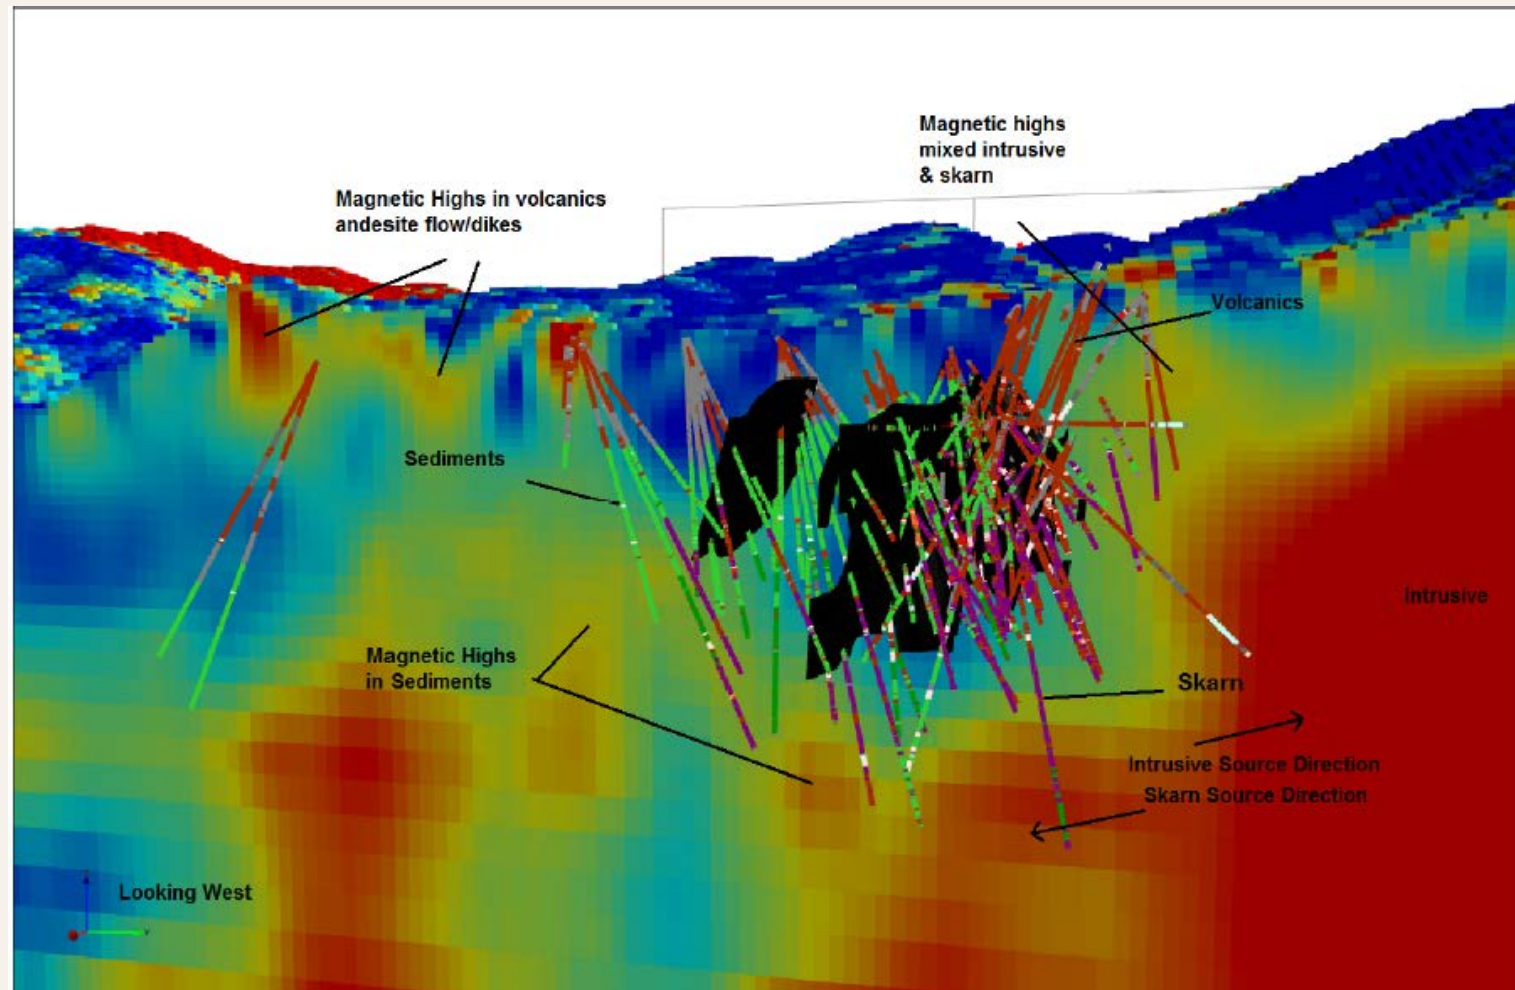 Magnetic highs
mixed intrusive
& skarn
Magnetic Highs in volcanics
andesite flow/dikes
Volcanics
Sediments
Intrusive
Magnetic Highs
in Sediments
Skarn
Intrusive Source Direction
Skarn Source Direction
Looking West